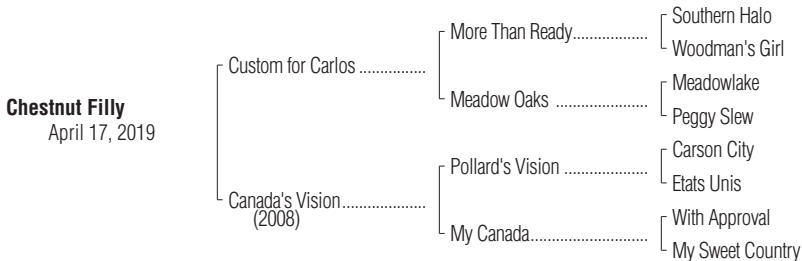 Southern Halo
More Than Ready
Woodman's Girl
Custom for Carlos
Meadowlake
Meadow Oaks
Peggy Slew
Chestnut Filly
April 17, 2019
Carson City
Pollard's Vision
Etats Unis
Canada's Vision
(2008)
With Approval
My Canada
My Sweet Country